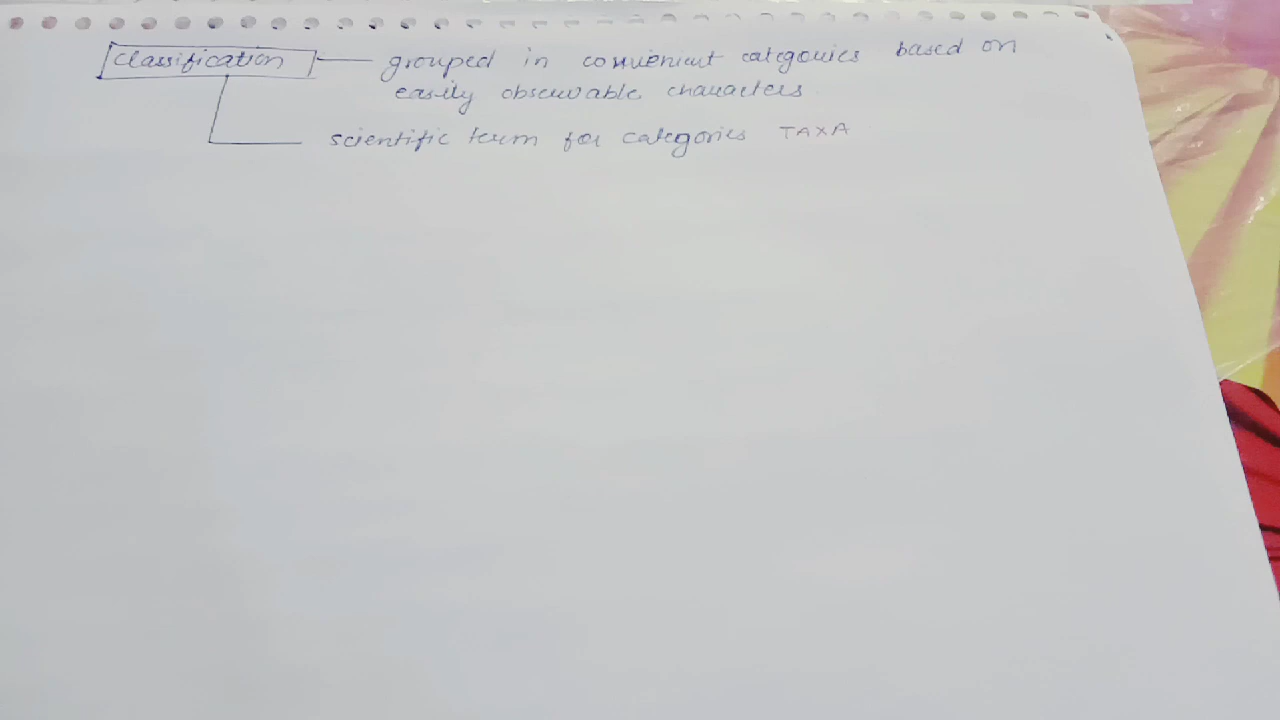 classification — grouped in convenient categories based on
easily observable characters
scientific term for categories TAXA